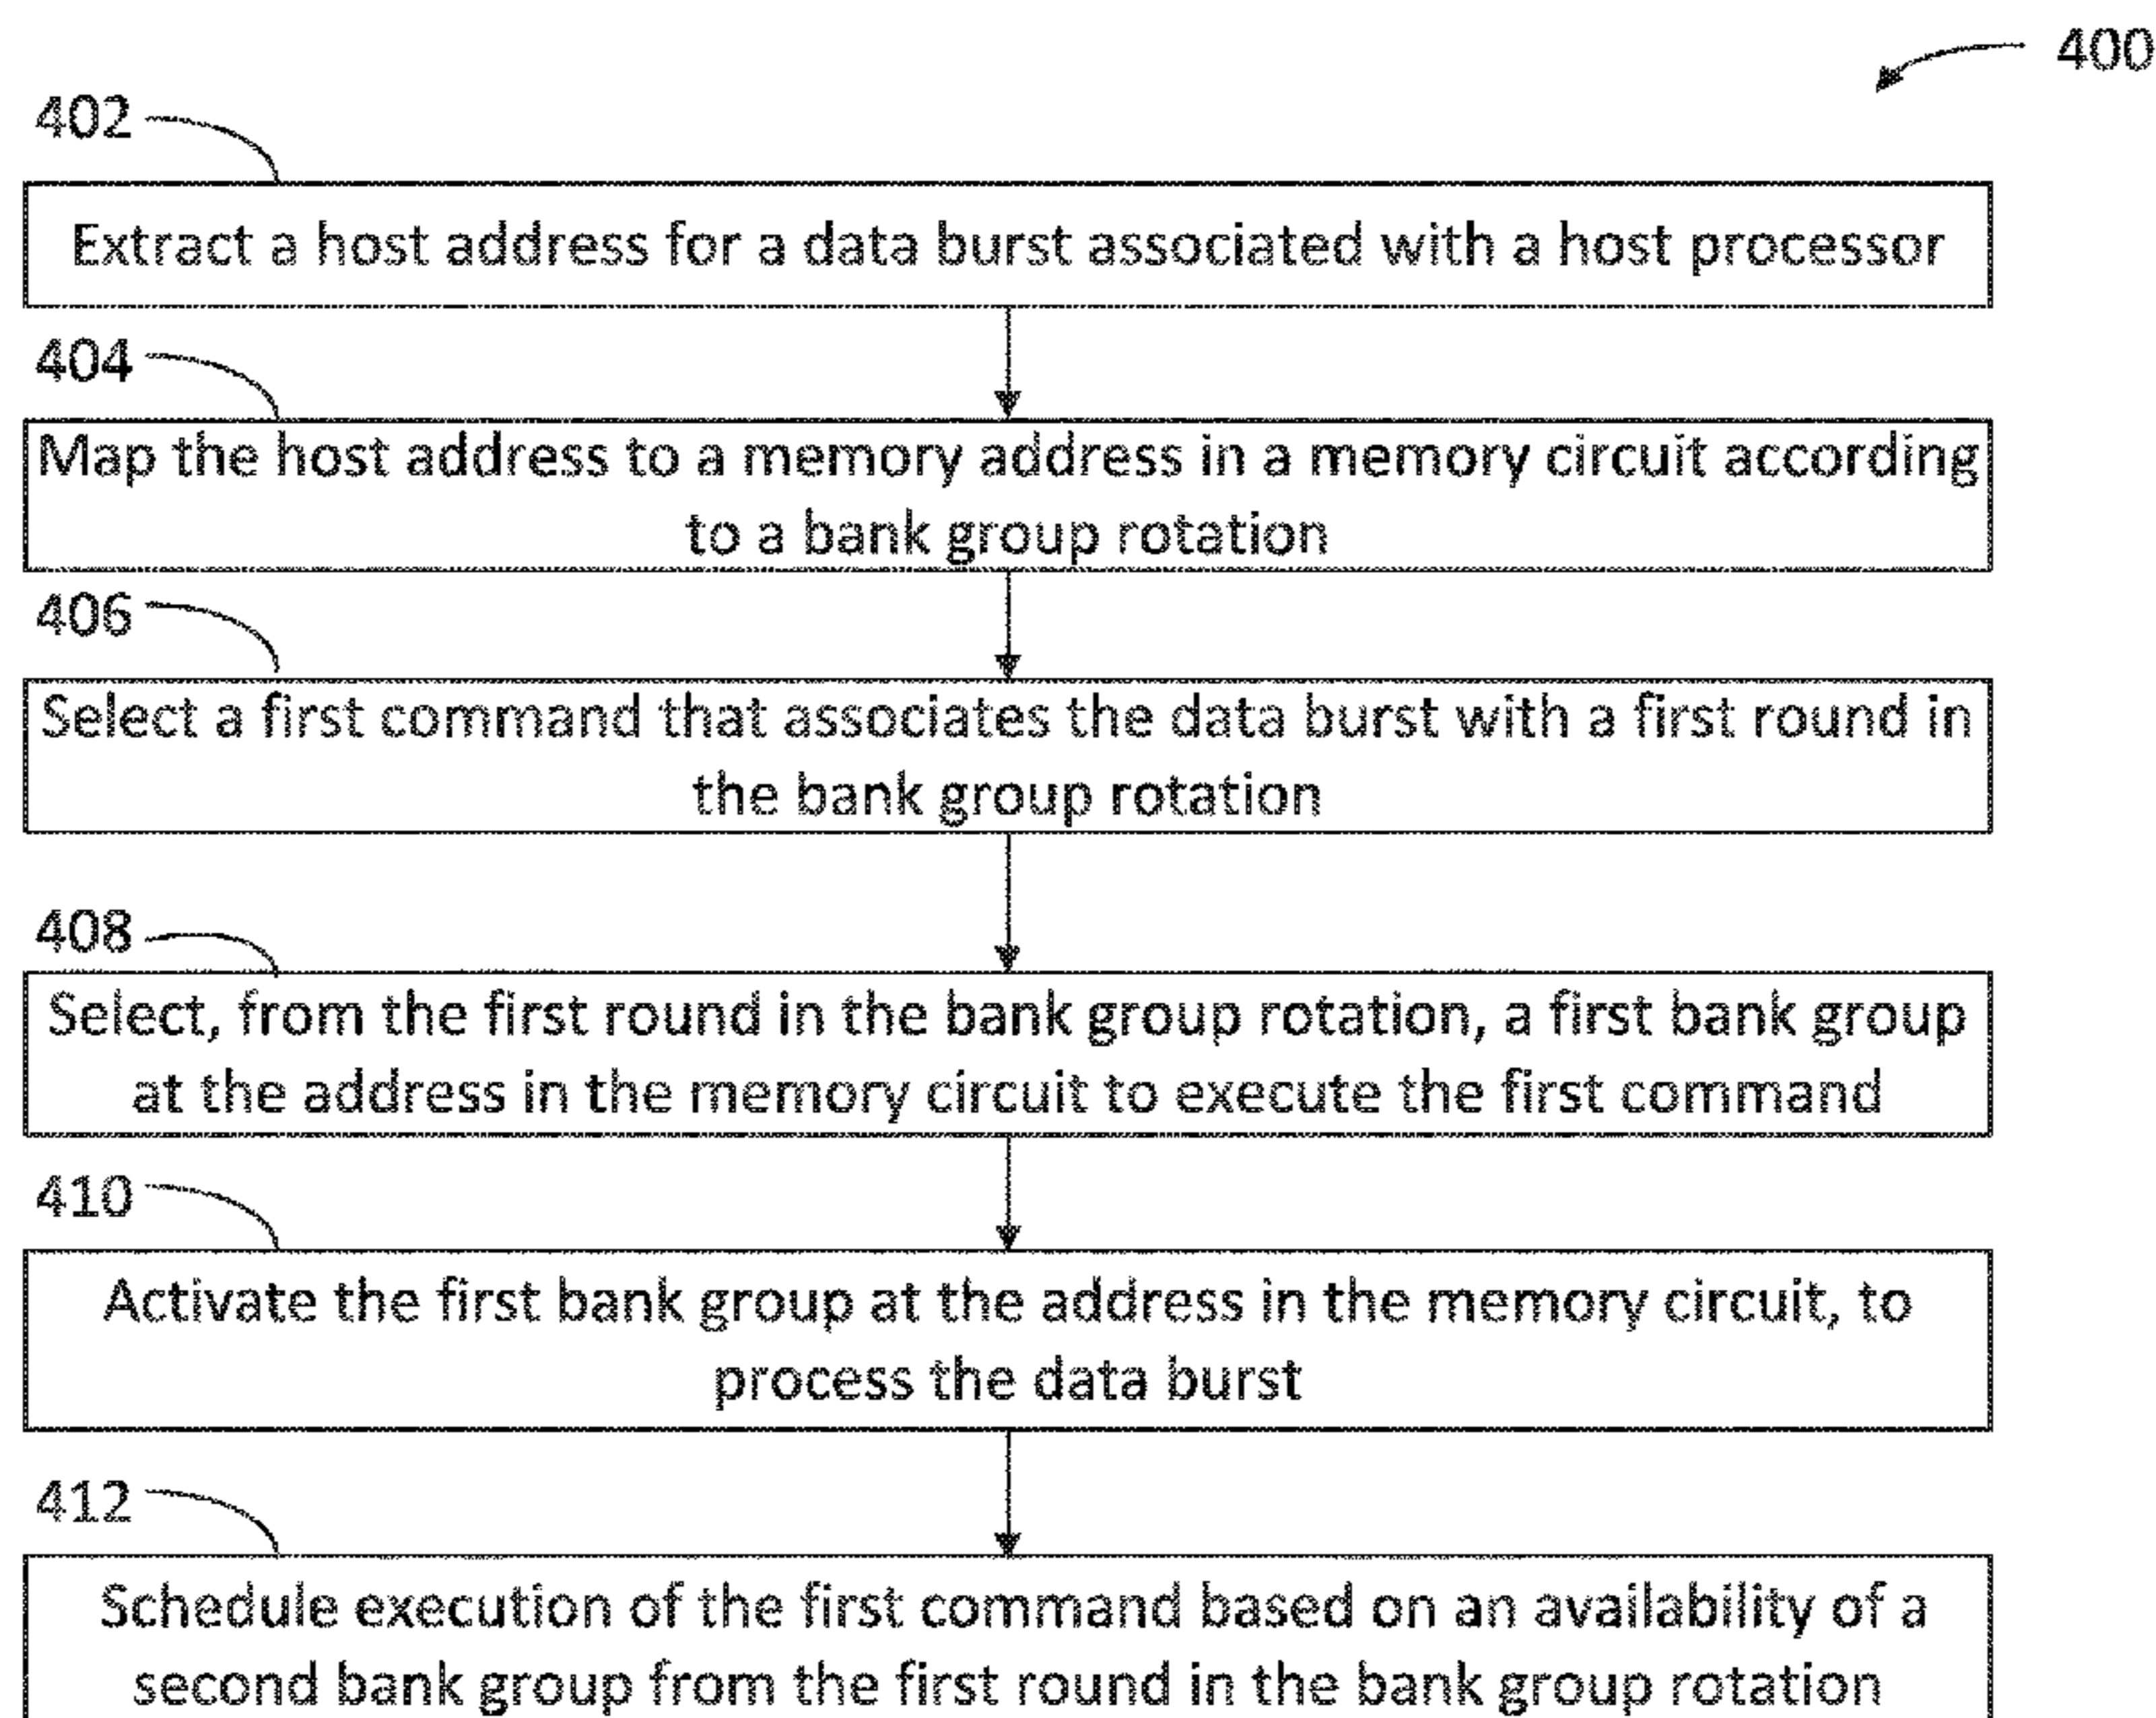 400
402
Extract a host address for a data burst associated with a host processor
404
Map the host address to a memory address in a memory circuit according
to a bank group rotation
406
Select a first command that associates the data burst with a first round in
the bank group rotation
408
Select, from the first round in the bank group rotation, a first bank group
at the address in the memory circuit to execute the first command
410
Activate the first bank group at the address in the memory circuit, to
process the data burst
412
Schedule execution of the first command based on an availability of a
second bank group from the first round in the bank group rotation